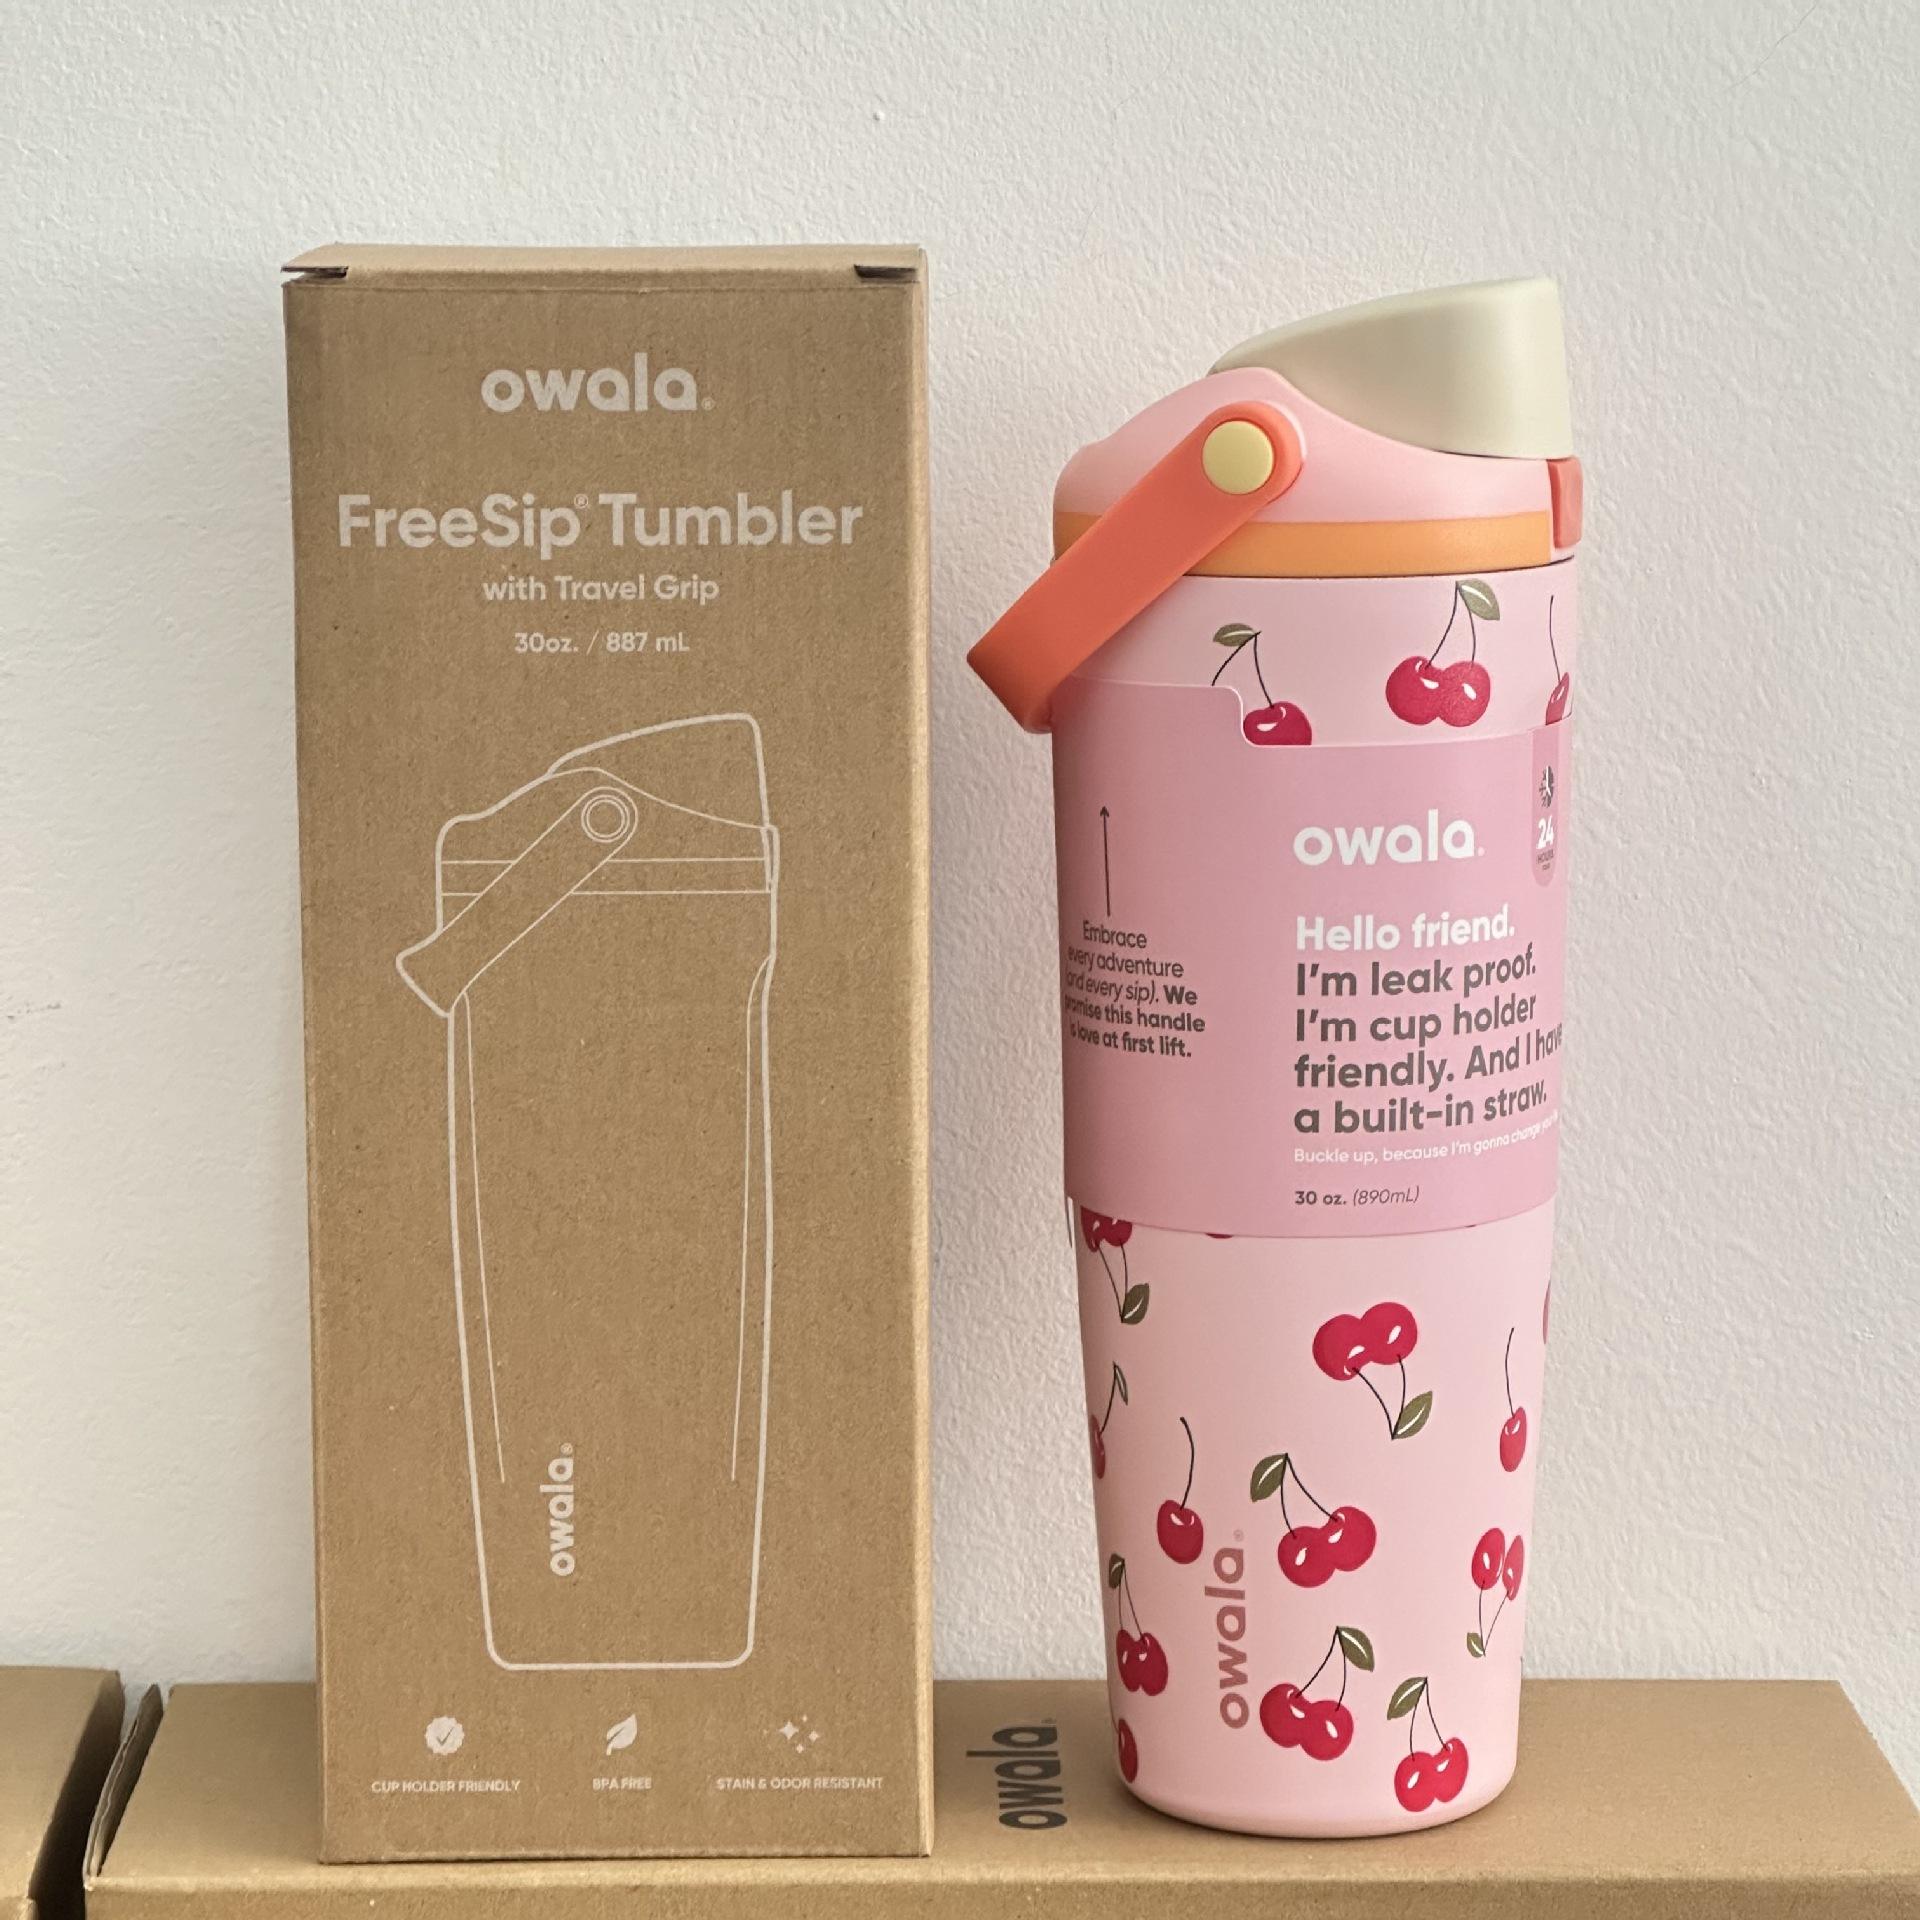 owala®
FreeSip® Tumbler
with Travel Grip
30oz. / 887 mL
owala®
CUP HOLDER FRIENDLY
BPA FREE
STAIN & ODOR RESISTANT
owala®
24
HOURS
Embrace
every adventure
(and every sip). We
promise this handle
is love at first lift.
owala®
Hello friend.
I'm leak proof.
I'm cup holder
friendly. And I have
a built-in straw.
Buckle up, because I'm gonna change your
30 oz. (890mL)
owala®